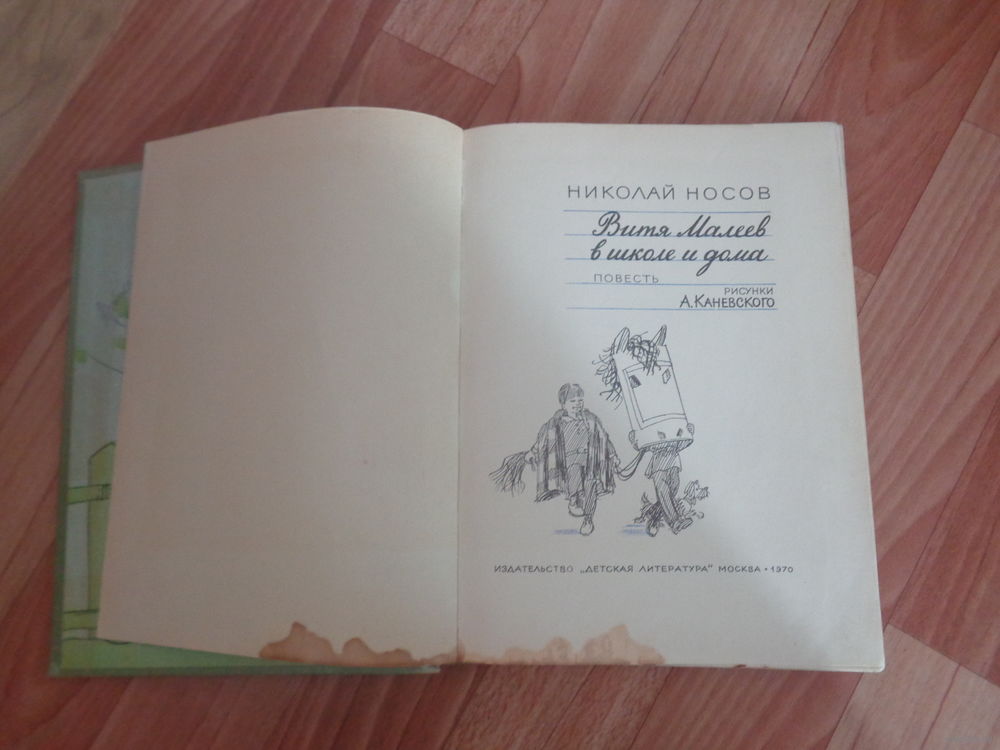 НИКОЛАЙ НОСОВ
Витя Малеев
в школе и дома
ПОВЕСТЬ
РИСУНКИ
А.КАНЕВСКОГО
ИЗДАТЕЛЬСТВО „ДЕТСКАЯ ЛИТЕРАТУРА" МОСКВА • 1970